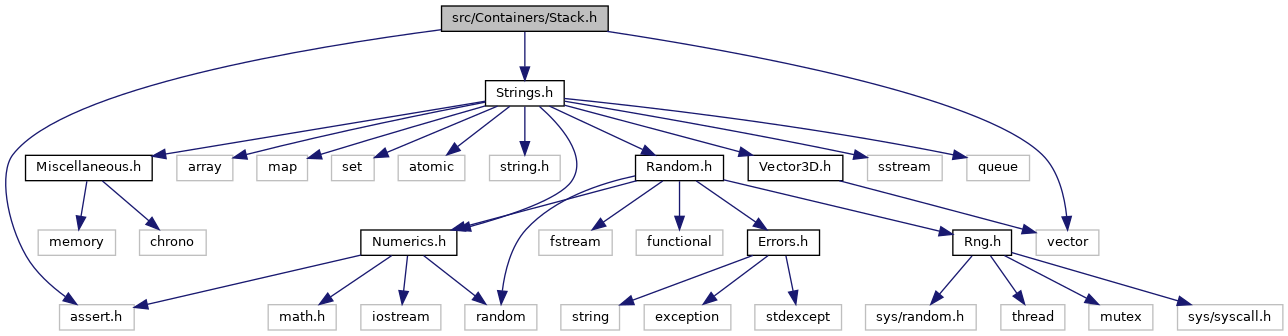 src/Containers/Stack.h
Strings.h
Miscellaneous.h
array
map
set
atomic
string.h
Random.h
Vector3D.h
sstream
queue
memory
chrono
Numerics.h
fstream
functional
Errors.h
Rng.h
vector
assert.h
math.h
iostream
random
string
exception
stdexcept
sys/random.h
thread
mutex
sys/syscall.h